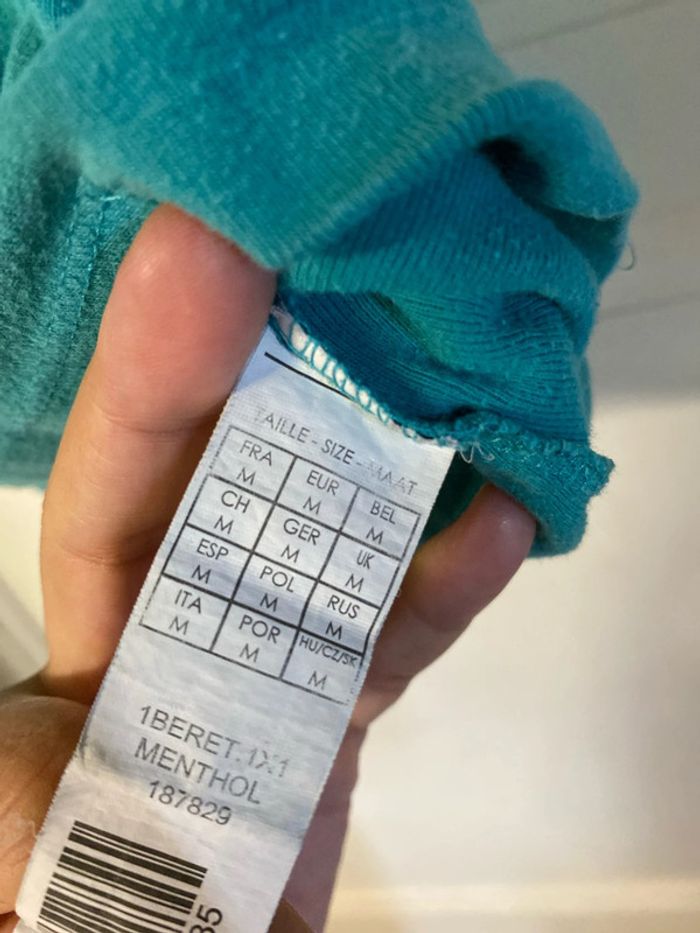 TAILLE - SIZE - MAAT
FRA EUR BEL
M M M
CH GER UK
M M M
ESP POL RUS
M M M
ITA POR HU/CZ/SK
M M M
1BERET.1X1
MENTHOL
187829
35